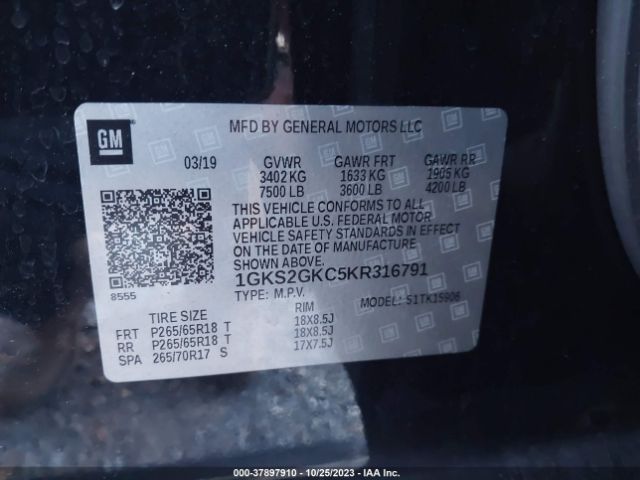 GM
MFD BY GENERAL MOTORS LLC
03/19 GVWR GAWR FRT GAWR RR
3402 KG 1633 KG 1905 KG
7500 LB 3600 LB 4200 LB
THIS VEHICLE CONFORMS TO ALL
APPLICABLE U.S. FEDERAL MOTOR
VEHICLE SAFETY STANDARDS IN
EFFECT ON THE DATE OF MANUFACTURE
SHOWN ABOVE.
1GKS2GKC5KR316791
8555
TYPE: M.P.V. MODEL: S1TK15906
TIRE SIZE RIM
FRT P265/65R18 T 18X8.5J
RR P265/65R18 T 18X8.5J
SPA 265/70R17 S 17X7.5J
000-37897910 - 10/25/2023 - IAA Inc.